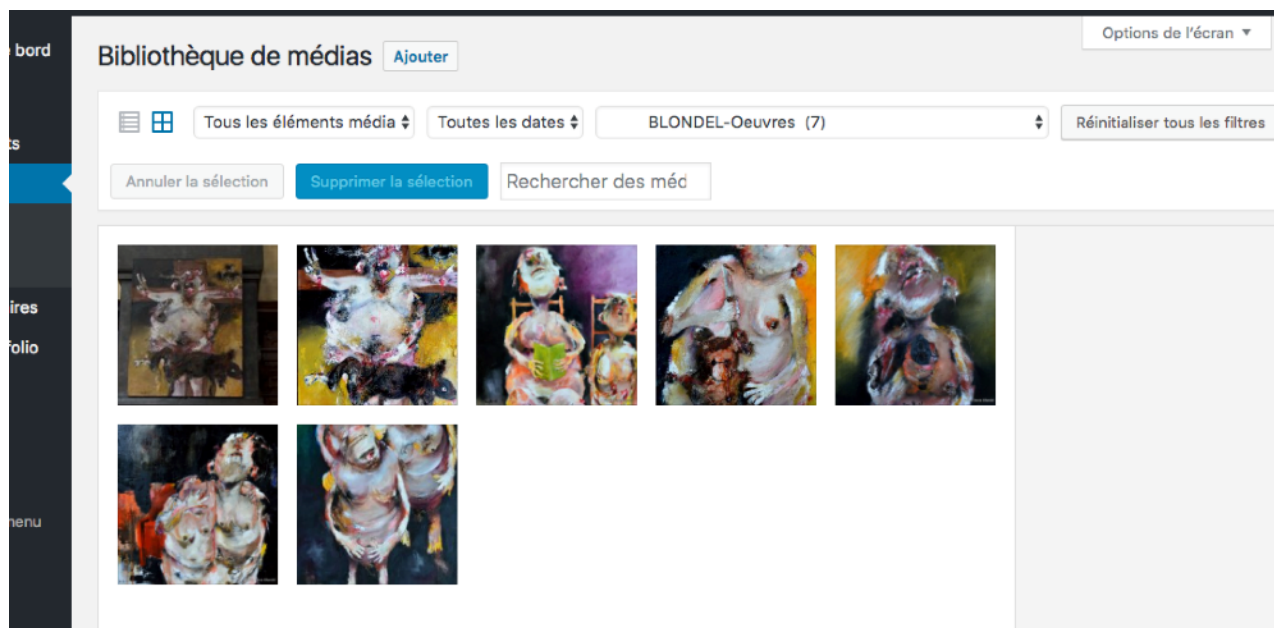 Options de l'écran ▼
bord
Bibliothèque de médias Ajouter
Tous les éléments média Toutes les dates BLONDEL-Oeuvres (7) Réinitialiser tous les filtres
ts
Annuler la sélection Supprimer la sélection Rechercher des méd
ires
folio
menu